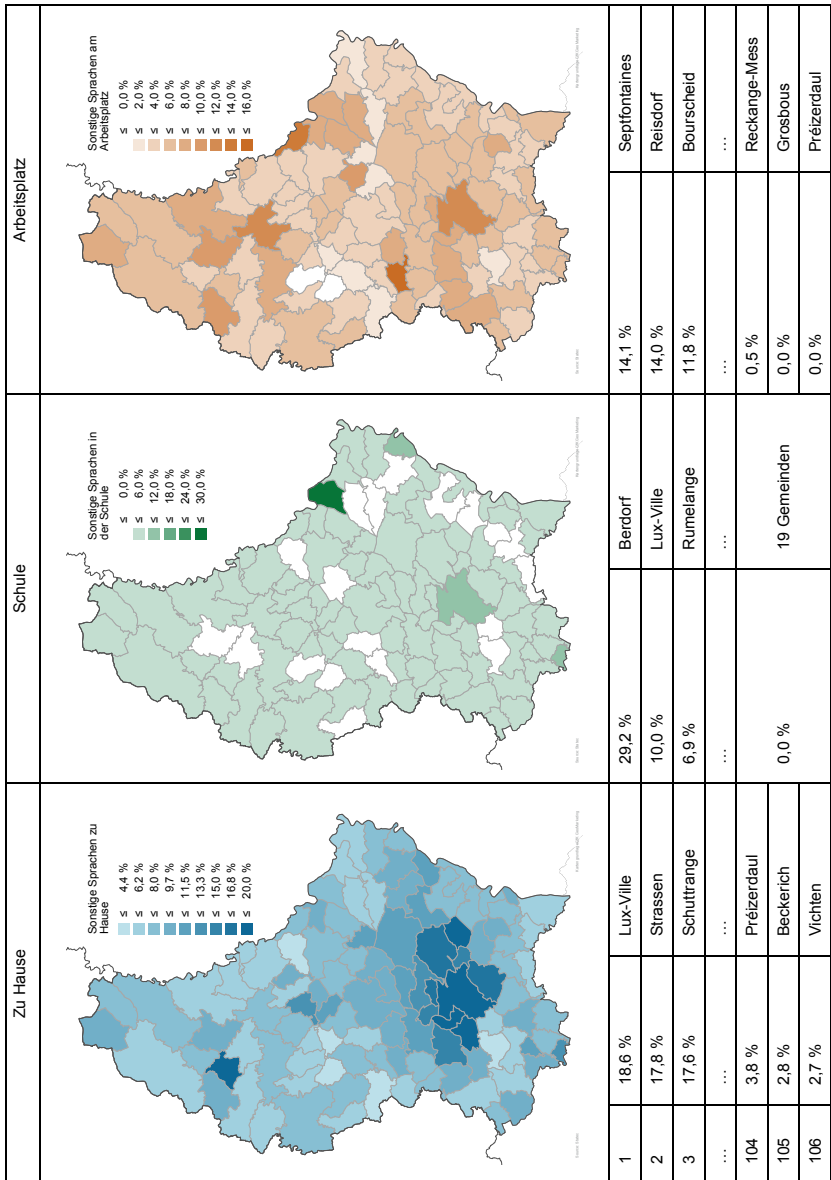 Zu Hause
Schule
Arbeitsplatz
Sonstige Sprachen zu
Hause
≤ 4,4 %
≤ 6,2 %
≤ 8,0 %
≤ 9,7 %
≤ 11,5 %
≤ 13,3 %
≤ 15,0 %
≤ 16,8 %
≤ 20,0 %
Sonstige Sprachen in
der Schule
≤ 0,0 %
≤ 6,0 %
≤ 12,0 %
≤ 18,0 %
≤ 24,0 %
≤ 30,0 %
Sonstige Sprachen am
Arbeitsplatz
≤ 0,0 %
≤ 2,0 %
≤ 4,0 %
≤ 6,0 %
≤ 8,0 %
≤ 10,0 %
≤ 12,0 %
≤ 14,0 %
≤ 16,0 %
1 18,6 % Lux-Ville 29,2 % Berdorf 14,1 % Septfontaines
2 17,8 % Strassen 10,0 % Lux-Ville 14,0 % Reisdorf
3 17,6 % Schuttrange 6,9 % Rumelange 11,8 % Bourscheid
… … … … … … …
104 3,8 % Préizerdaul 0,0 % 19 Gemeinden 0,5 % Reckange-Mess
105 2,8 % Beckerich 0,0 % Grosbous
106 2,7 % Vichten 0,0 % Préizerdaul